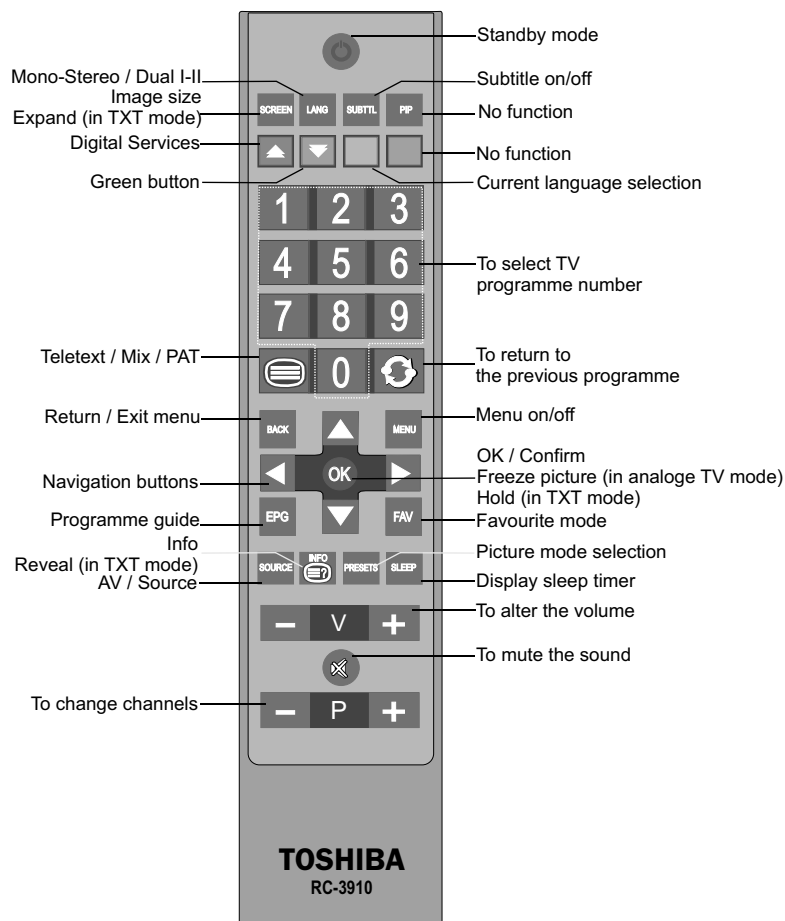 Standby mode
Mono-Stereo / Dual I-II
Image size
Expand (in TXT mode)
Subtitle on/off
SCREEN LANG SUBTTL PIP
No function
Digital Services
No function
Green button
Current language selection
1 2 3
4 5 6
To select TV
programme number
7 8 9
Teletext / Mix / PAT
0
To return to
the previous programme
Return / Exit menu
BACK MENU
Menu on/off
Navigation buttons
OK
OK / Confirm
Freeze picture (in analoge TV mode)
Hold (in TXT mode)
Programme guide
EPG FAV
Favourite mode
Info
Reveal (in TXT mode)
AV / Source
SOURCE INFO PRESETS SLEEP
?
Picture mode selection
Display sleep timer
− V +
To alter the volume
To mute the sound
To change channels
− P +
TOSHIBA
RC-3910